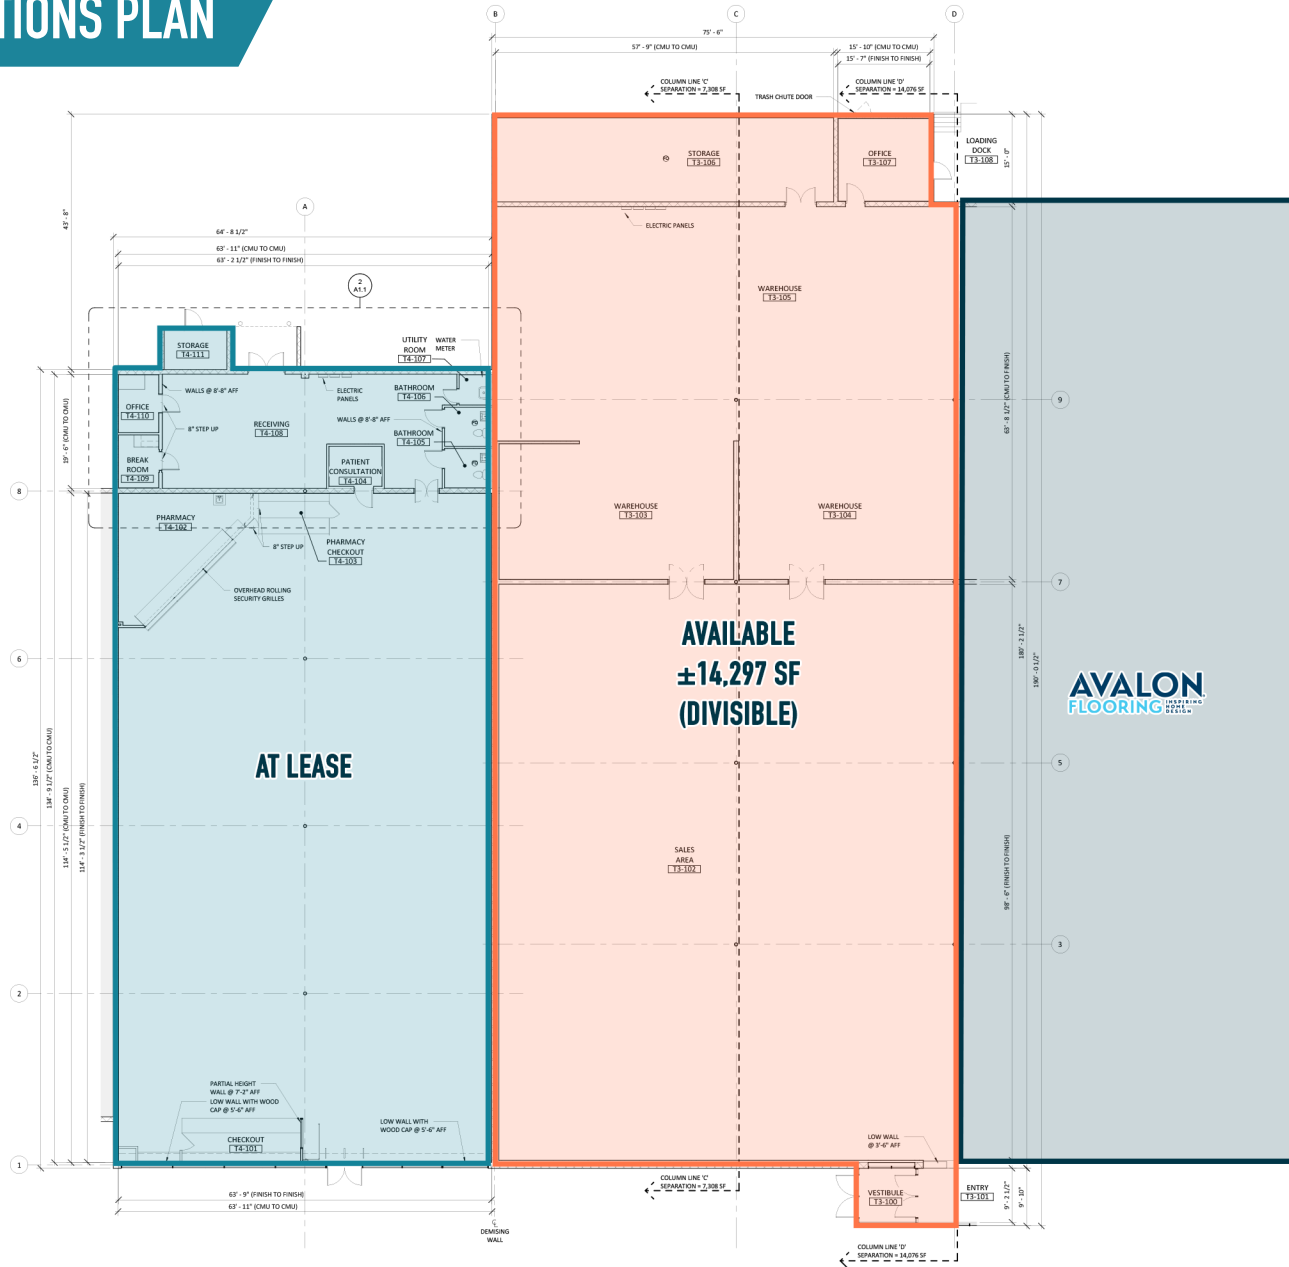 TIONS PLAN
B
C
D
75' - 6"
57' - 9" (CMU TO CMU)
15' - 10" (CMU TO CMU)
15' - 7" (FINISH TO FINISH)
COLUMN LINE 'C'
SEPARATION = 7,308 SF
COLUMN LINE 'D'
SEPARATION = 14,076 SF
TRASH CHUTE DOOR
STORAGE
T3-106
OFFICE
T3-107
LOADING
DOCK
T3-108
15' - 0"
43' - 8"
A
ELECTRIC PANELS
64' - 8 1/2"
63' - 11" (CMU TO CMU)
63' - 2 1/2" (FINISH TO FINISH)
2
A1.1
WAREHOUSE
T3-105
STORAGE
T4-111
UTILITY
ROOM
T4-107
WATER
METER
WALLS @ 8'-8" AFF
ELECTRIC
PANELS
BATHROOM
T4-106
OFFICE
T4-110
8" STEP UP
RECEIVING
T4-108
WALLS @ 8'-8" AFF
BATHROOM
T4-105
BREAK
ROOM
T4-109
PATIENT
CONSULTATION
T4-104
19' - 6" (CMU TO CMU)
63' - 8 1/2" (CMU TO FINISH)
9
8
PHARMACY
T4-102
8" STEP UP
PHARMACY
CHECKOUT
T4-103
WAREHOUSE
T3-103
WAREHOUSE
T3-104
OVERHEAD ROLLING
SECURITY GRILLES
7
AVAILABLE
±14,297 SF
(DIVISIBLE)
6
180' - 2 1/2"
190' - 0 1/2"
AVALON
FLOORING
INSPIRING
HOME
DESIGN
AT LEASE
5
136' - 6 1/2"
134' - 9 1/2" (CMU TO CMU)
114' - 5 1/2" (CMU TO CMU)
114' - 3 1/2" (FINISH TO FINISH)
4
SALES
AREA
T3-102
98' - 6" (FINISH TO FINISH)
3
2
PARTIAL HEIGHT
WALL @ 7'-2" AFF
LOW WALL WITH WOOD
CAP @ 5'-6" AFF
LOW WALL WITH
WOOD CAP @ 5'-6" AFF
CHECKOUT
T4-101
LOW WALL
@ 3'-6" AFF
1
63' - 9" (FINISH TO FINISH)
63' - 11" (CMU TO CMU)
COLUMN LINE 'C'
SEPARATION = 7,308 SF
VESTIBULE
T3-100
ENTRY
T3-101
9' - 2 1/2"
9' - 10"
DEMISING
WALL
COLUMN LINE 'D'
SEPARATION = 14,076 SF